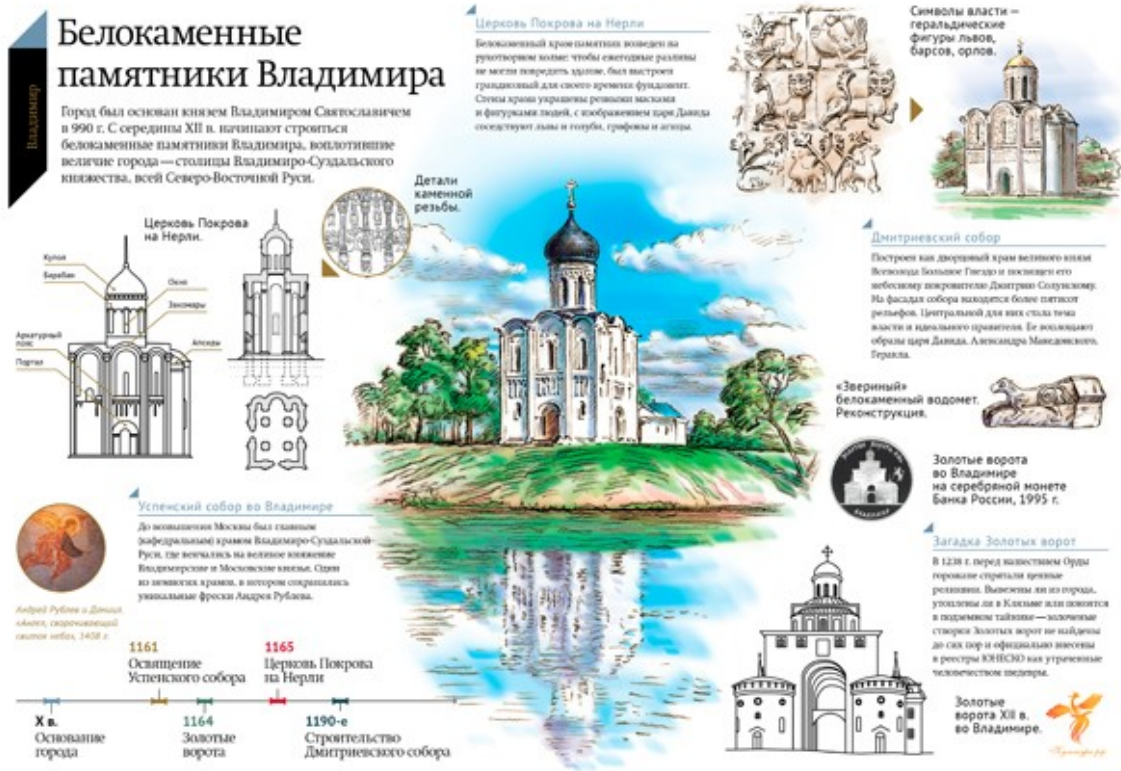 Владимир
Белокаменные
памятники Владимира
Город был основан князем Владимиром Святославичем
в 990 г. С середины XII в. начинают строиться
белокаменные памятники Владимира, воплотившие
величие города — столицы Владимиро-Суздальского
княжества, всей Северо-Восточной Руси.
Церковь Покрова на Нерли
Белокаменный храм-памятник возведен на
рукотворном холме: чтобы ежегодные разливы
не могли повредить здание, был выстроен
грандиозный для своего времени фундамент.
Стены храма украшены резными масками
и фигурками людей, с изображением царя Давида
соседствуют львы и голуби, грифоны и агнцы.
Символы власти —
геральдические
фигуры львов,
барсов, орлов.
Детали
каменной
резьбы.
Церковь Покрова
на Нерли.
Купол
Барабан
Окно
Закомары
Аркатурный
пояс
Апсиды
Портал
Дмитриевский собор
Построен как дворцовый храм великого князя
Всеволода Большое Гнездо и посвящен его
небесному покровителю Дмитрию Солунскому.
На фасадах собора находится более пятисот
рельефов. Центральной для них стала тема
власти и идеального правителя. Ее воплощают
образы царя Давида, Александра Македонского,
Геракла.
«Звериный»
белокаменный водомет.
Реконструкция.
Золотые ворота
во Владимире
на серебряной монете
Банка России, 1995 г.
Успенский собор во Владимире
До возвышения Москвы был главным
(кафедральным) храмом Владимиро-Суздальской
Руси, где венчались на великое княжение
Владимирские и Московские князья. Один
из немногих храмов, в котором сохранились
уникальные фрески Андрея Рублева.
Андрей Рублев и Даниил.
«Ангел, сворачивающий
свиток неба», 1408 г.
Загадка Золотых ворот
В 1238 г. перед нашествием Орды
горожане спрятали ценные
реликвии. Вывезены ли из города,
утоплены ли в Клязьме или покоятся
в подземном тайнике — золоченые
створки Золотых ворот не найдены
до сих пор и официально внесены
в реестры ЮНЕСКО как утраченные
человечеством шедевры.
Золотые
ворота XII в.
во Владимире.
Культура.рф
1161
Освящение
Успенского собора
1165
Церковь Покрова
на Нерли
X в.
Основание
города
1164
Золотые
ворота
1190-е
Строительство
Дмитриевского собора